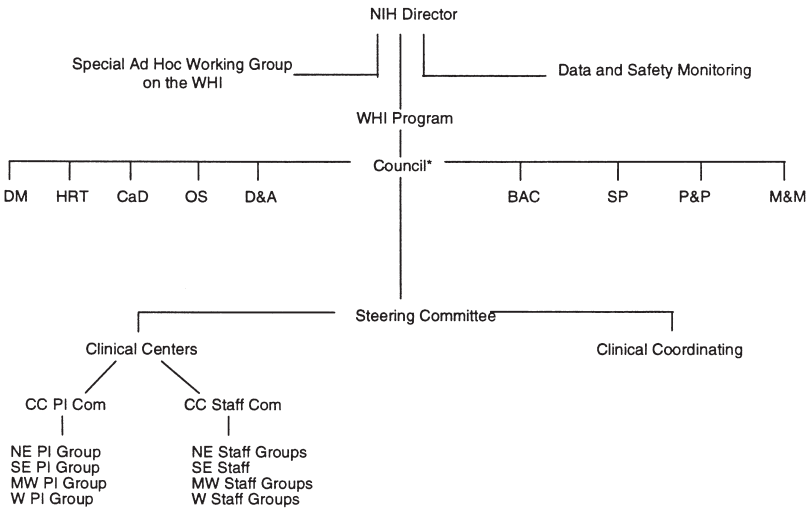 NIH Director
Special Ad Hoc Working Group
on the WHI
Data and Safety Monitoring
WHI Program
Council*
DM HRT CaD OS D&A BAC SP P&P M&M
Steering Committee
Clinical Centers
Clinical Coordinating
CC PI Com
CC Staff Com
NE PI Group
SE PI Group
MW PI Group
W PI Group
NE Staff Groups
SE Staff
MW Staff Groups
W Staff Groups